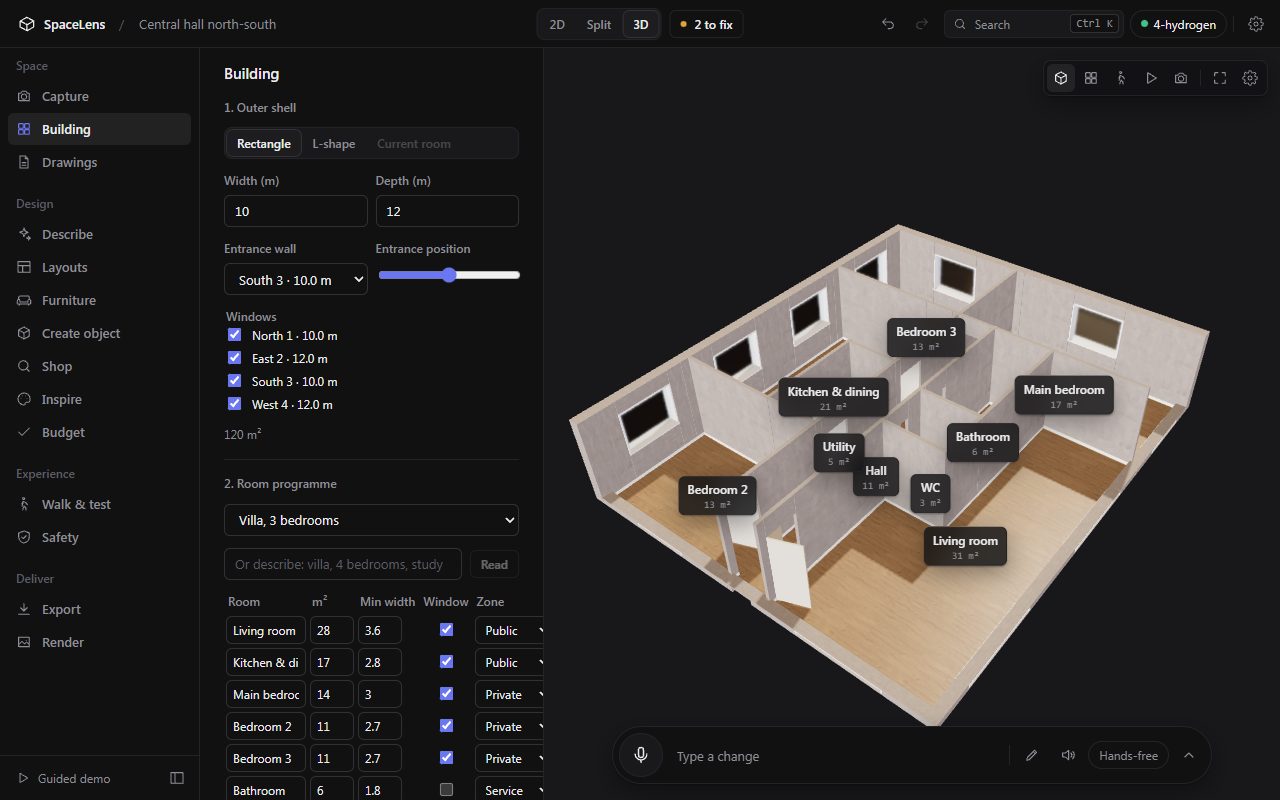 SpaceLens / Central hall north-south
2D Split 3D
2 to fix
Search Ctrl K
4-hydrogen
Space
Capture
Building
Drawings
Design
Describe
Layouts
Furniture
Create object
Shop
Inspire
Budget
Experience
Walk & test
Safety
Deliver
Export
Render
Guided demo
Building
1. Outer shell
Rectangle L-shape Current room
Width (m) Depth (m)
10 12
Entrance wall Entrance position
South 3 · 10.0 m
Windows
North 1 · 10.0 m
East 2 · 12.0 m
South 3 · 10.0 m
West 4 · 12.0 m
120 m²
2. Room programme
Villa, 3 bedrooms
Or describe: villa, 4 bedrooms, study Read
Room m² Min width Window Zone
Living room 28 3.6 Public
Kitchen & di 17 2.8 Public
Main bedroc 14 3 Private
Bedroom 2 11 2.7 Private
Bedroom 3 11 2.7 Private
Bathroom 6 1.8 Service
Bedroom 3
13 m²
Kitchen & dining
21 m²
Main bedroom
17 m²
Bathroom
6 m²
Utility
5 m²
Hall
11 m²
WC
3 m²
Bedroom 2
13 m²
Living room
31 m²
Type a change
Hands-free